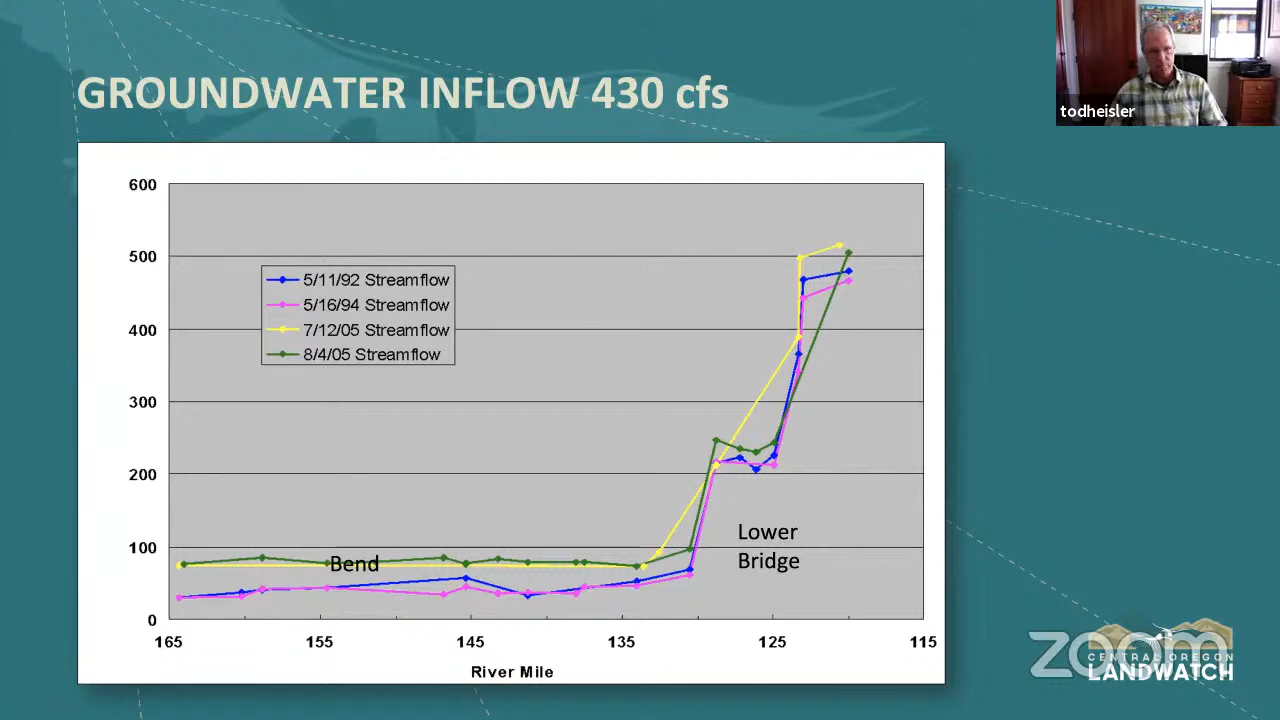 GROUNDWATER INFLOW 430 cfs
todheisler
600
500
400
300
200
100
0
5/11/92 Streamflow
5/16/94 Streamflow
7/12/05 Streamflow
8/4/05 Streamflow
Bend
Lower
Bridge
165
155
145
135
125
115
River Mile
zoom
CENTRAL OREGON
LANDWATCH